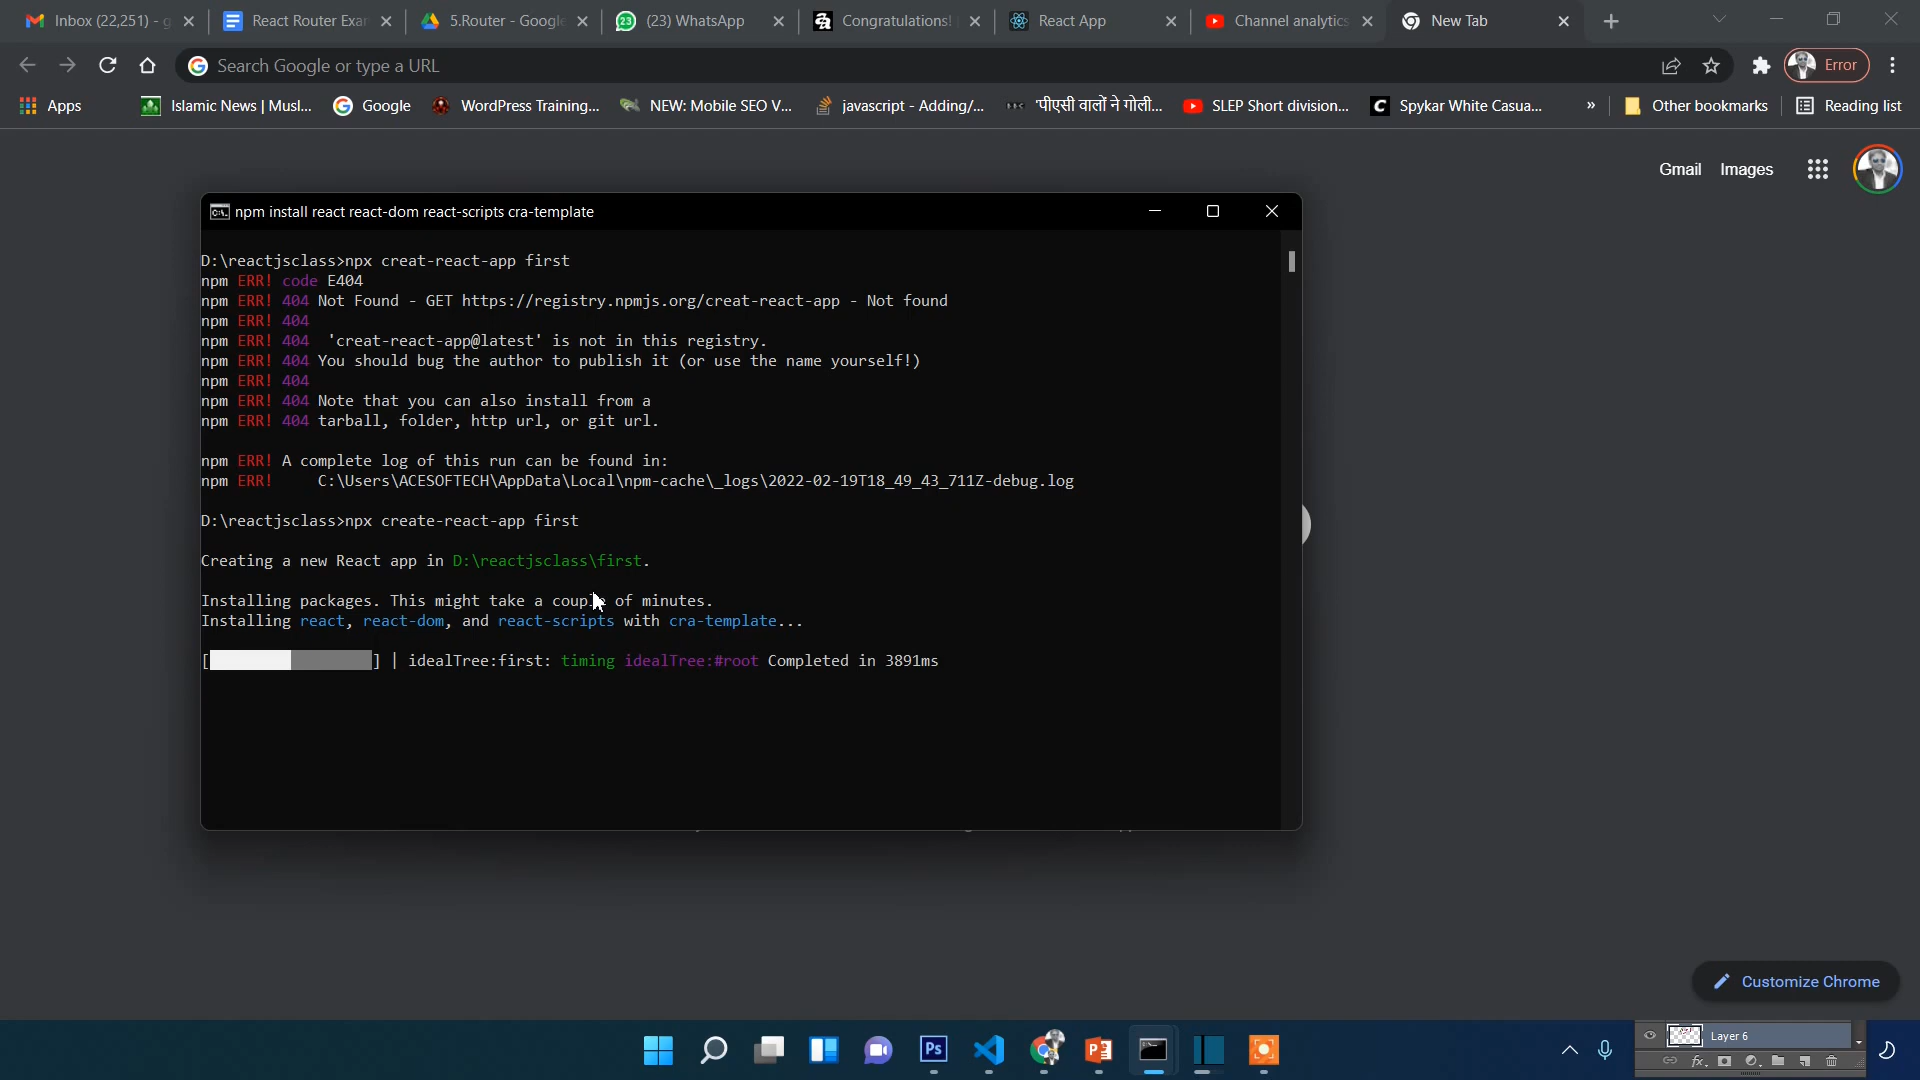 Inbox (22,251) - g
React Router Exar
5.Router - Google
(23) WhatsApp
Congratulations!
React App
Channel analytics
New Tab
Search Google or type a URL
Error
Apps
Islamic News | Musl...
Google
WordPress Training...
NEW: Mobile SEO V...
javascript - Adding/...
'पीएसी वालों ने गोली...
SLEP Short division...
Spykar White Casua...
»
Other bookmarks
Reading list
Gmail
Images
npm install react react-dom react-scripts cra-template
D:\reactjsclass>npx creat-react-app first
npm ERR! code E404
npm ERR! 404 Not Found - GET https://registry.npmjs.org/creat-react-app - Not found
npm ERR! 404
npm ERR! 404  'creat-react-app@latest' is not in this registry.
npm ERR! 404 You should bug the author to publish it (or use the name yourself!)
npm ERR! 404
npm ERR! 404 Note that you can also install from a
npm ERR! 404 tarball, folder, http url, or git url.
npm ERR! A complete log of this run can be found in:
npm ERR!     C:\Users\ACESOFTECH\AppData\Local\npm-cache\_logs\2022-02-19T18_49_43_711Z-debug.log
D:\reactjsclass>npx create-react-app first
Creating a new React app in D:\reactjsclass\first.
Installing packages. This might take a couple of minutes.
Installing react, react-dom, and react-scripts with cra-template...
[ ] | idealTree:first: timing idealTree:#root Completed in 3891ms
Customize Chrome
Ps
Layer 6
fx